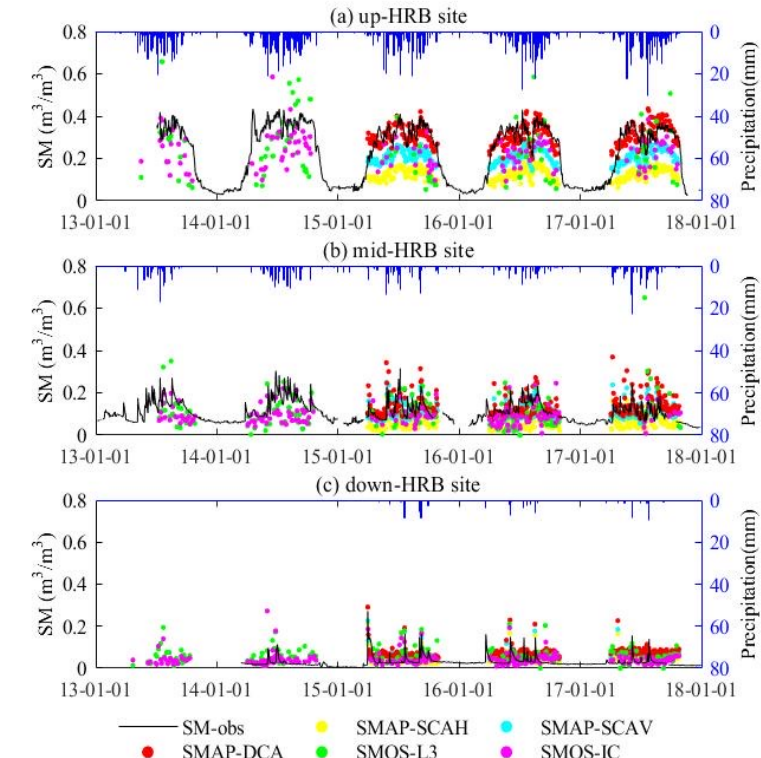 (a) up-HRB site
0.8 0
0.6 20
0.4 40
0.2 60
0 80
SM (m³/m³)
Precipitation(mm)
13-01-01 14-01-01 15-01-01 16-01-01 17-01-01 18-01-01
(b) mid-HRB site
0.8 0
0.6 20
0.4 40
0.2 60
0 80
SM (m³/m³)
Precipitation(mm)
13-01-01 14-01-01 15-01-01 16-01-01 17-01-01 18-01-01
(c) down-HRB site
0.8 0
0.6 20
0.4 40
0.2 60
0 80
SM (m³/m³)
Precipitation(mm)
13-01-01 14-01-01 15-01-01 16-01-01 17-01-01 18-01-01
SM-obs SMAP-SCAH SMAP-SCAV
SMAP-DCA SMOS-L3 SMOS-IC